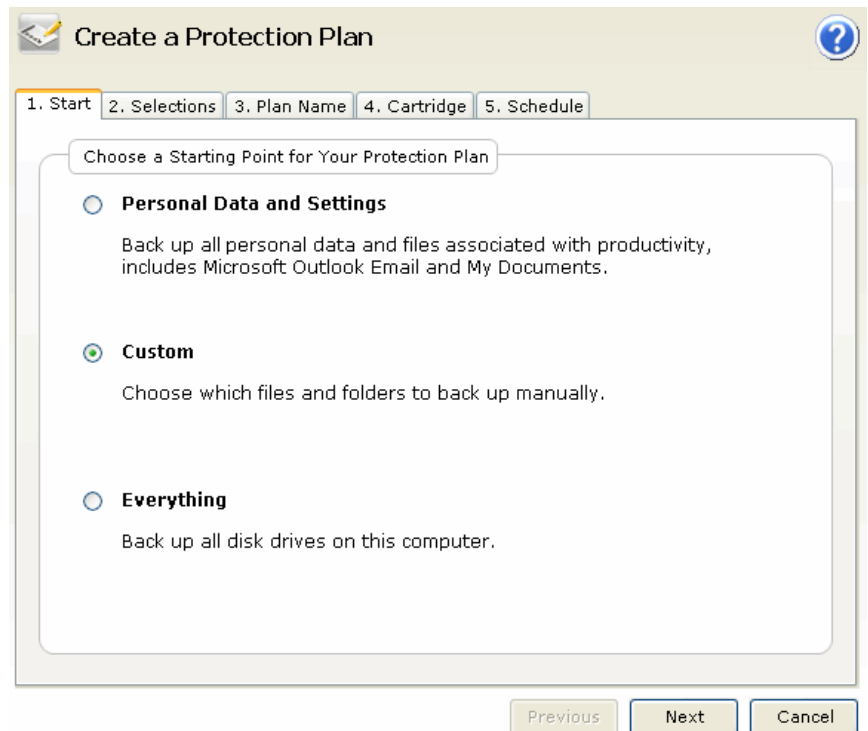 Create a Protection Plan
?
1. Start
2. Selections
3. Plan Name
4. Cartridge
5. Schedule
Choose a Starting Point for Your Protection Plan
Personal Data and Settings
Back up all personal data and files associated with productivity,
includes Microsoft Outlook Email and My Documents.
Custom
Choose which files and folders to back up manually.
Everything
Back up all disk drives on this computer.
Previous
Next
Cancel